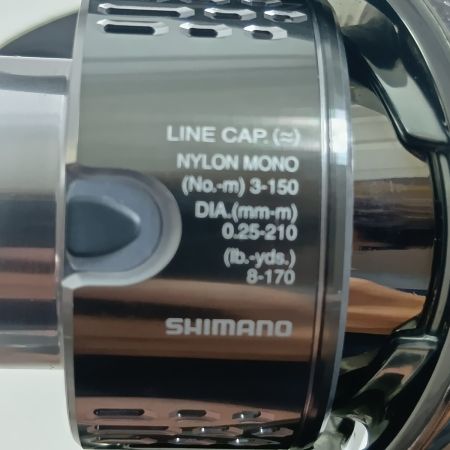 LINE CAP. (≈)
NYLON MONO
(No.-m) 3-150
DIA.(mm-m)
0.25-210
(lb.-yds.)
8-170
SHIMANO